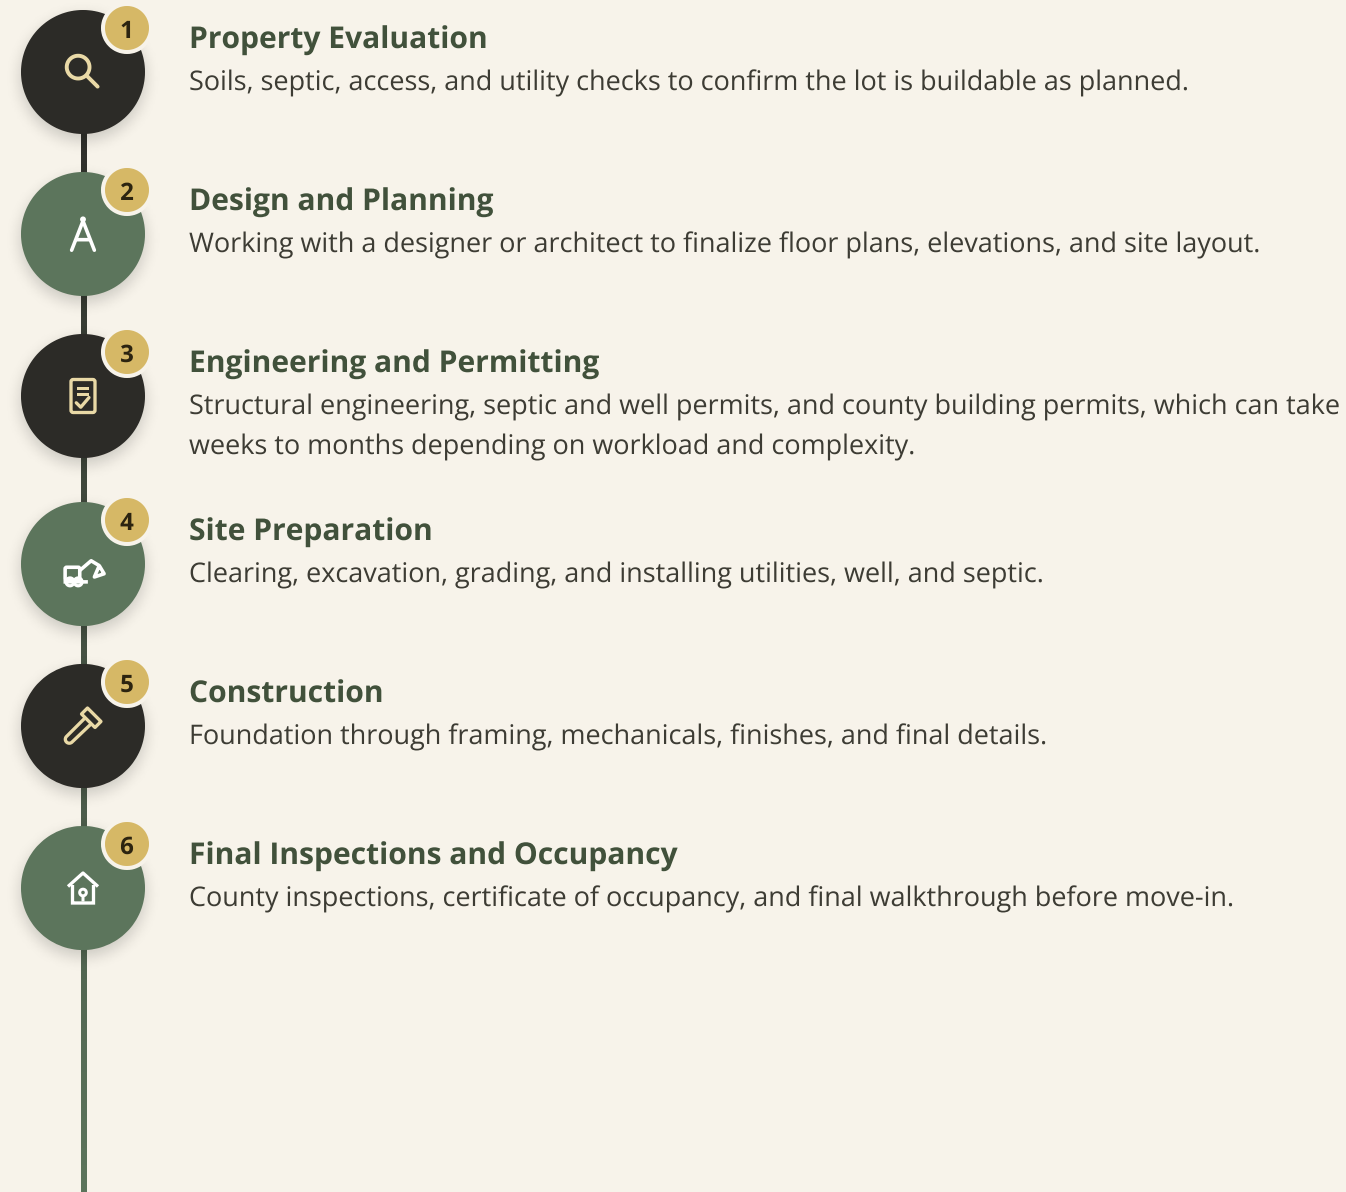 1
Property Evaluation
Soils, septic, access, and utility checks to confirm the lot is buildable as planned.
2
Design and Planning
Working with a designer or architect to finalize floor plans, elevations, and site layout.
3
Engineering and Permitting
Structural engineering, septic and well permits, and county building permits, which can take
weeks to months depending on workload and complexity.
4
Site Preparation
Clearing, excavation, grading, and installing utilities, well, and septic.
5
Construction
Foundation through framing, mechanicals, finishes, and final details.
6
Final Inspections and Occupancy
County inspections, certificate of occupancy, and final walkthrough before move-in.